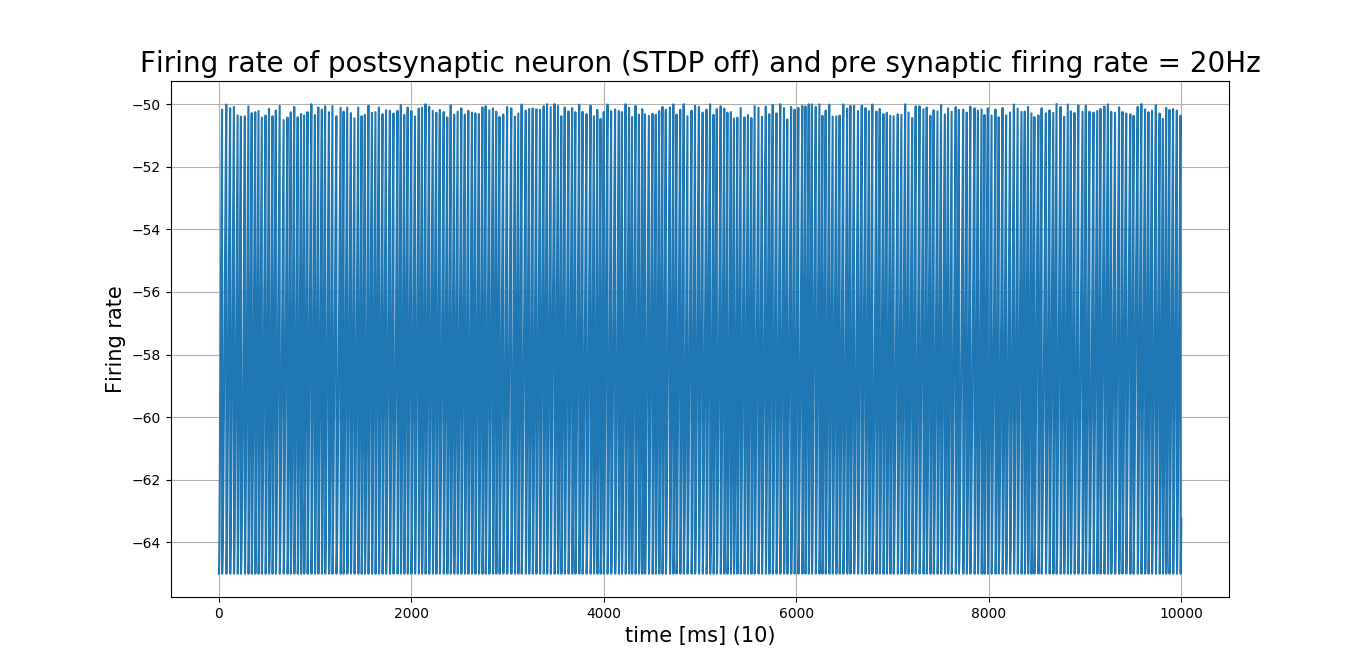 Firing rate of postsynaptic neuron (STDP off) and pre synaptic firing rate = 20Hz
−50
−52
−54
−56
Firing rate
−58
−60
−62
−64
0 2000 4000 6000 8000 10000
time [ms] (10)